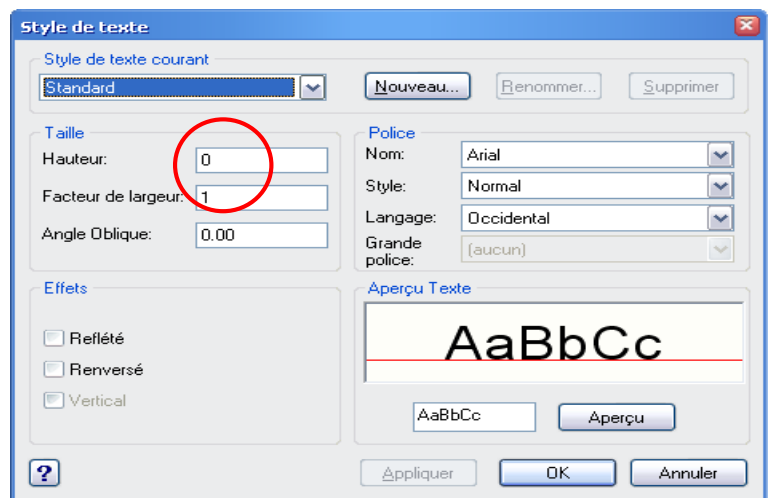 Style de texte
Style de texte courant
Standard
Nouveau...
Renommer...
Supprimer
Taille
Hauteur: 0
Facteur de largeur: 1
Angle Oblique: 0.00
Police
Nom: Arial
Style: Normal
Langage: Occidental
Grande
police: (aucun)
Effets
Reflété
Renversé
Vertical
Aperçu Texte
AaBbCc
AaBbCc
Aperçu
?
Appliquer
OK
Annuler